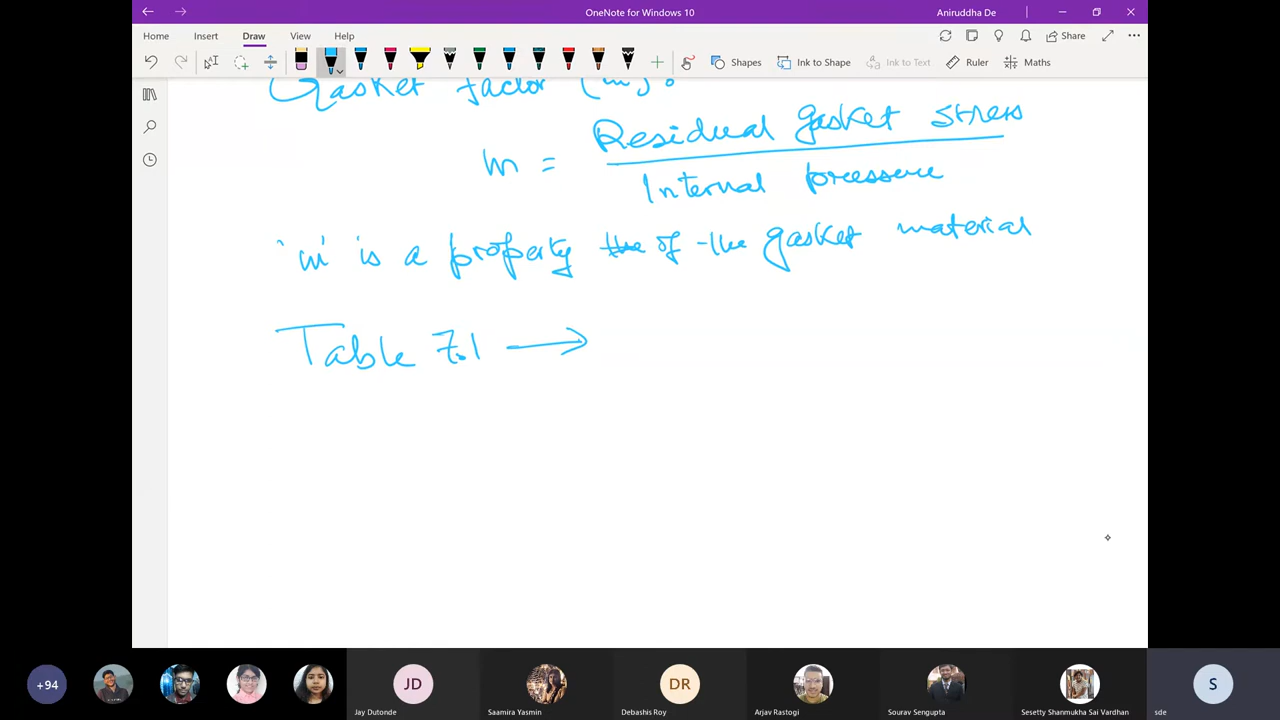 OneNote for Windows 10
Aniruddha De
Home Insert Draw View Help
Share
Shapes Ink to Shape Ink to Text Ruler Maths
Gasket factor (m):
m = Residual gasket stress
Internal pressure
'm' is a property of the gasket material
Table 7.1 →
+94
JD
DR
S
Jay Dutonde
Saamira Yasmin
Debashis Roy
Arjav Rastogi
Sourav Sengupta
Sesetty Shanmukha Sai Vardhan
sde